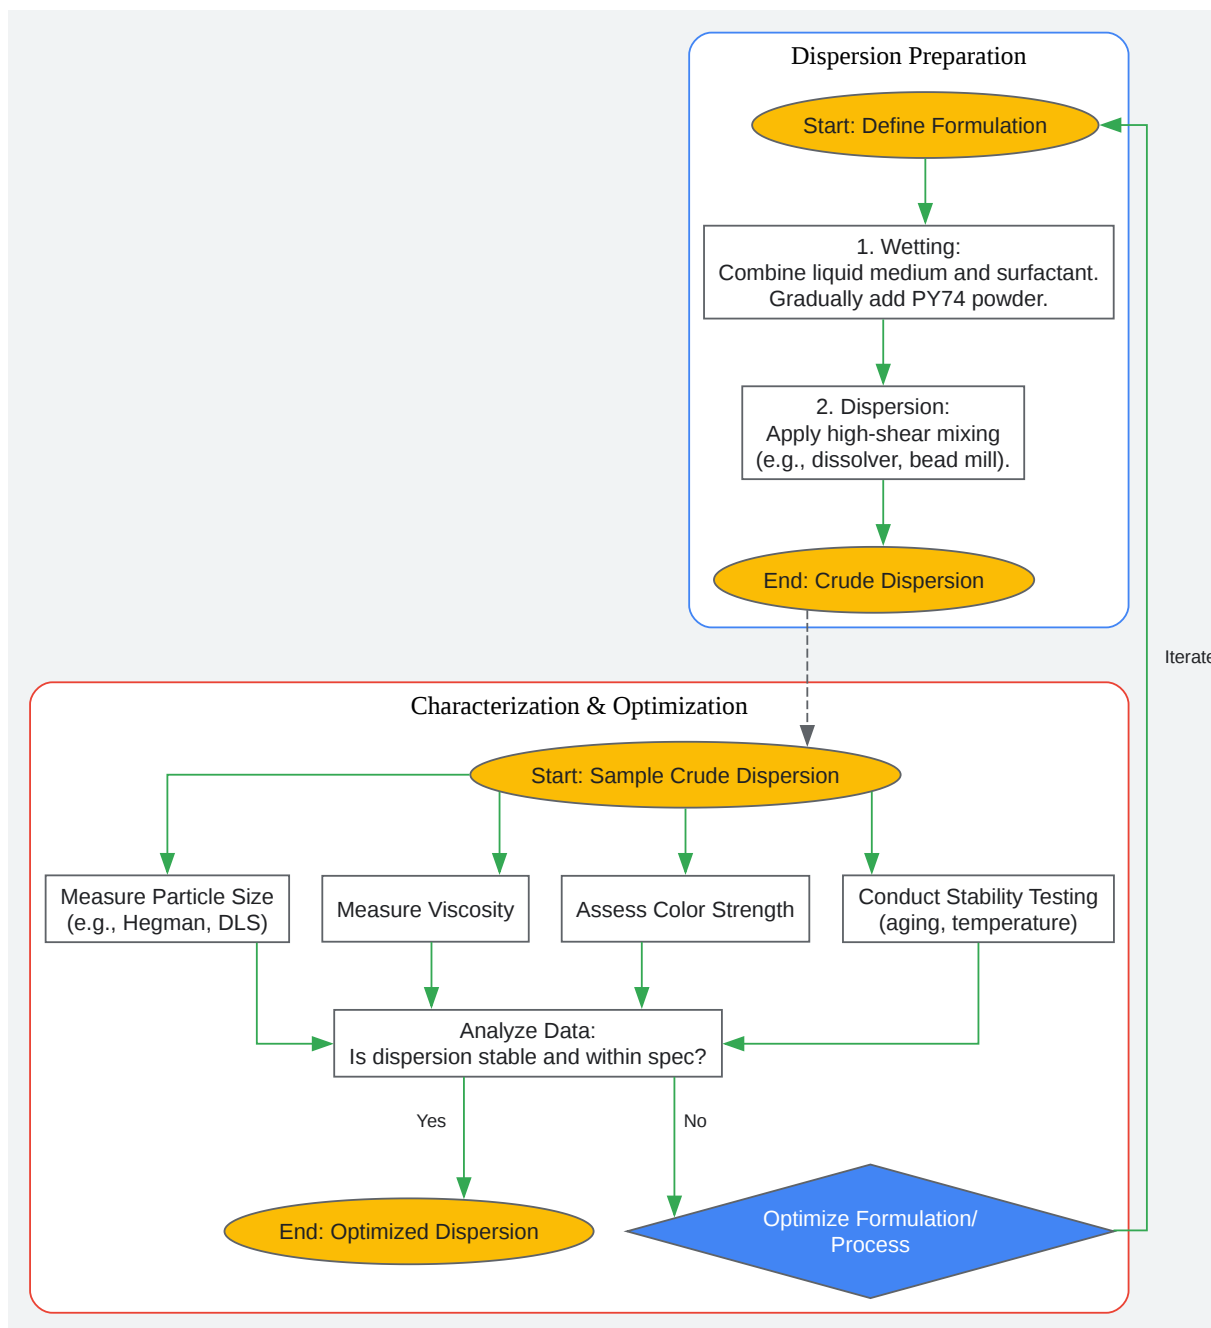 Dispersion Preparation
Start: Define Formulation
1. Wetting:
Combine liquid medium and surfactant.
Gradually add PY74 powder.
2. Dispersion:
Apply high-shear mixing
(e.g., dissolver, bead mill).
End: Crude Dispersion
Iterate
Characterization & Optimization
Start: Sample Crude Dispersion
Measure Particle Size
(e.g., Hegman, DLS)
Measure Viscosity
Assess Color Strength
Conduct Stability Testing
(aging, temperature)
Analyze Data:
Is dispersion stable and within spec?
Yes
No
End: Optimized Dispersion
Optimize Formulation/
Process